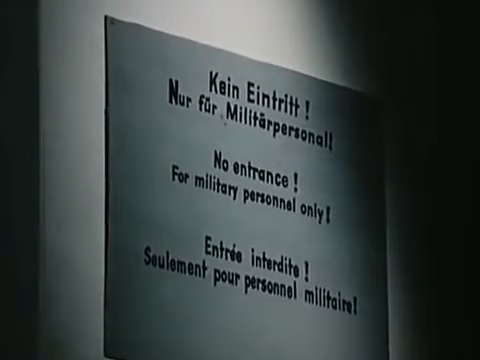 Kein Eintritt !
Nur für Militärpersonal!
No entrance !
For military personnel only!
Entrée interdite !
Seulement pour personnel militaire!